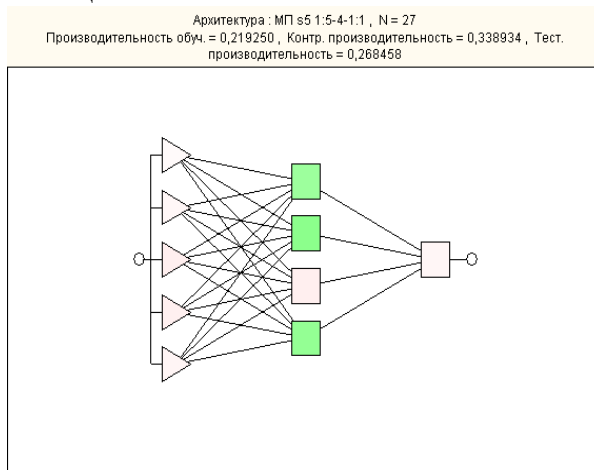 Архитектура : МП s5 1:5-4-1:1 , N = 27
Производительность обуч. = 0,219250 , Контр. производительность = 0,338934 , Тест.
производительность = 0,268458